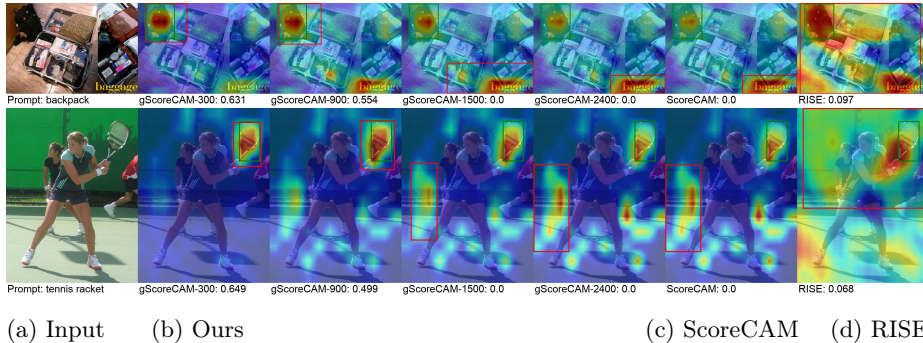 baggage baggage baggage baggage baggage baggage baggage
Prompt: backpack gScoreCAM-300: 0.631 gScoreCAM-900: 0.554 gScoreCAM-1500: 0.0 gScoreCAM-2400: 0.0 ScoreCAM: 0.0 RISE: 0.097
Prompt: tennis racket gScoreCAM-300: 0.649 gScoreCAM-900: 0.499 gScoreCAM-1500: 0.0 gScoreCAM-2400: 0.0 ScoreCAM: 0.0 RISE: 0.068
(a) Input (b) Ours (c) ScoreCAM (d) RISE